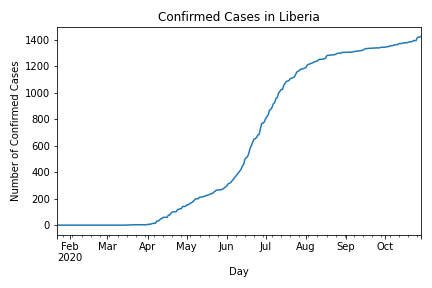 Confirmed Cases in Liberia
1400
1200
1000
800
600
400
200
0
Number of Confirmed Cases
Feb Mar Apr May Jun Jul Aug Sep Oct
2020
Day